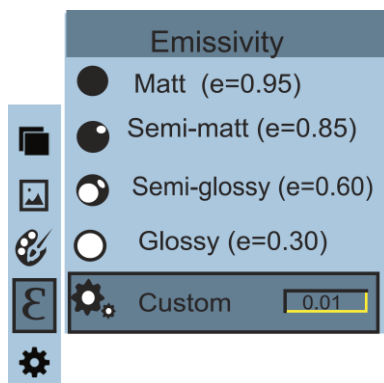 Emissivity
Matt (e=0.95)
Semi-matt (e=0.85)
Semi-glossy (e=0.60)
Glossy (e=0.30)
Ɛ
Custom 0.01